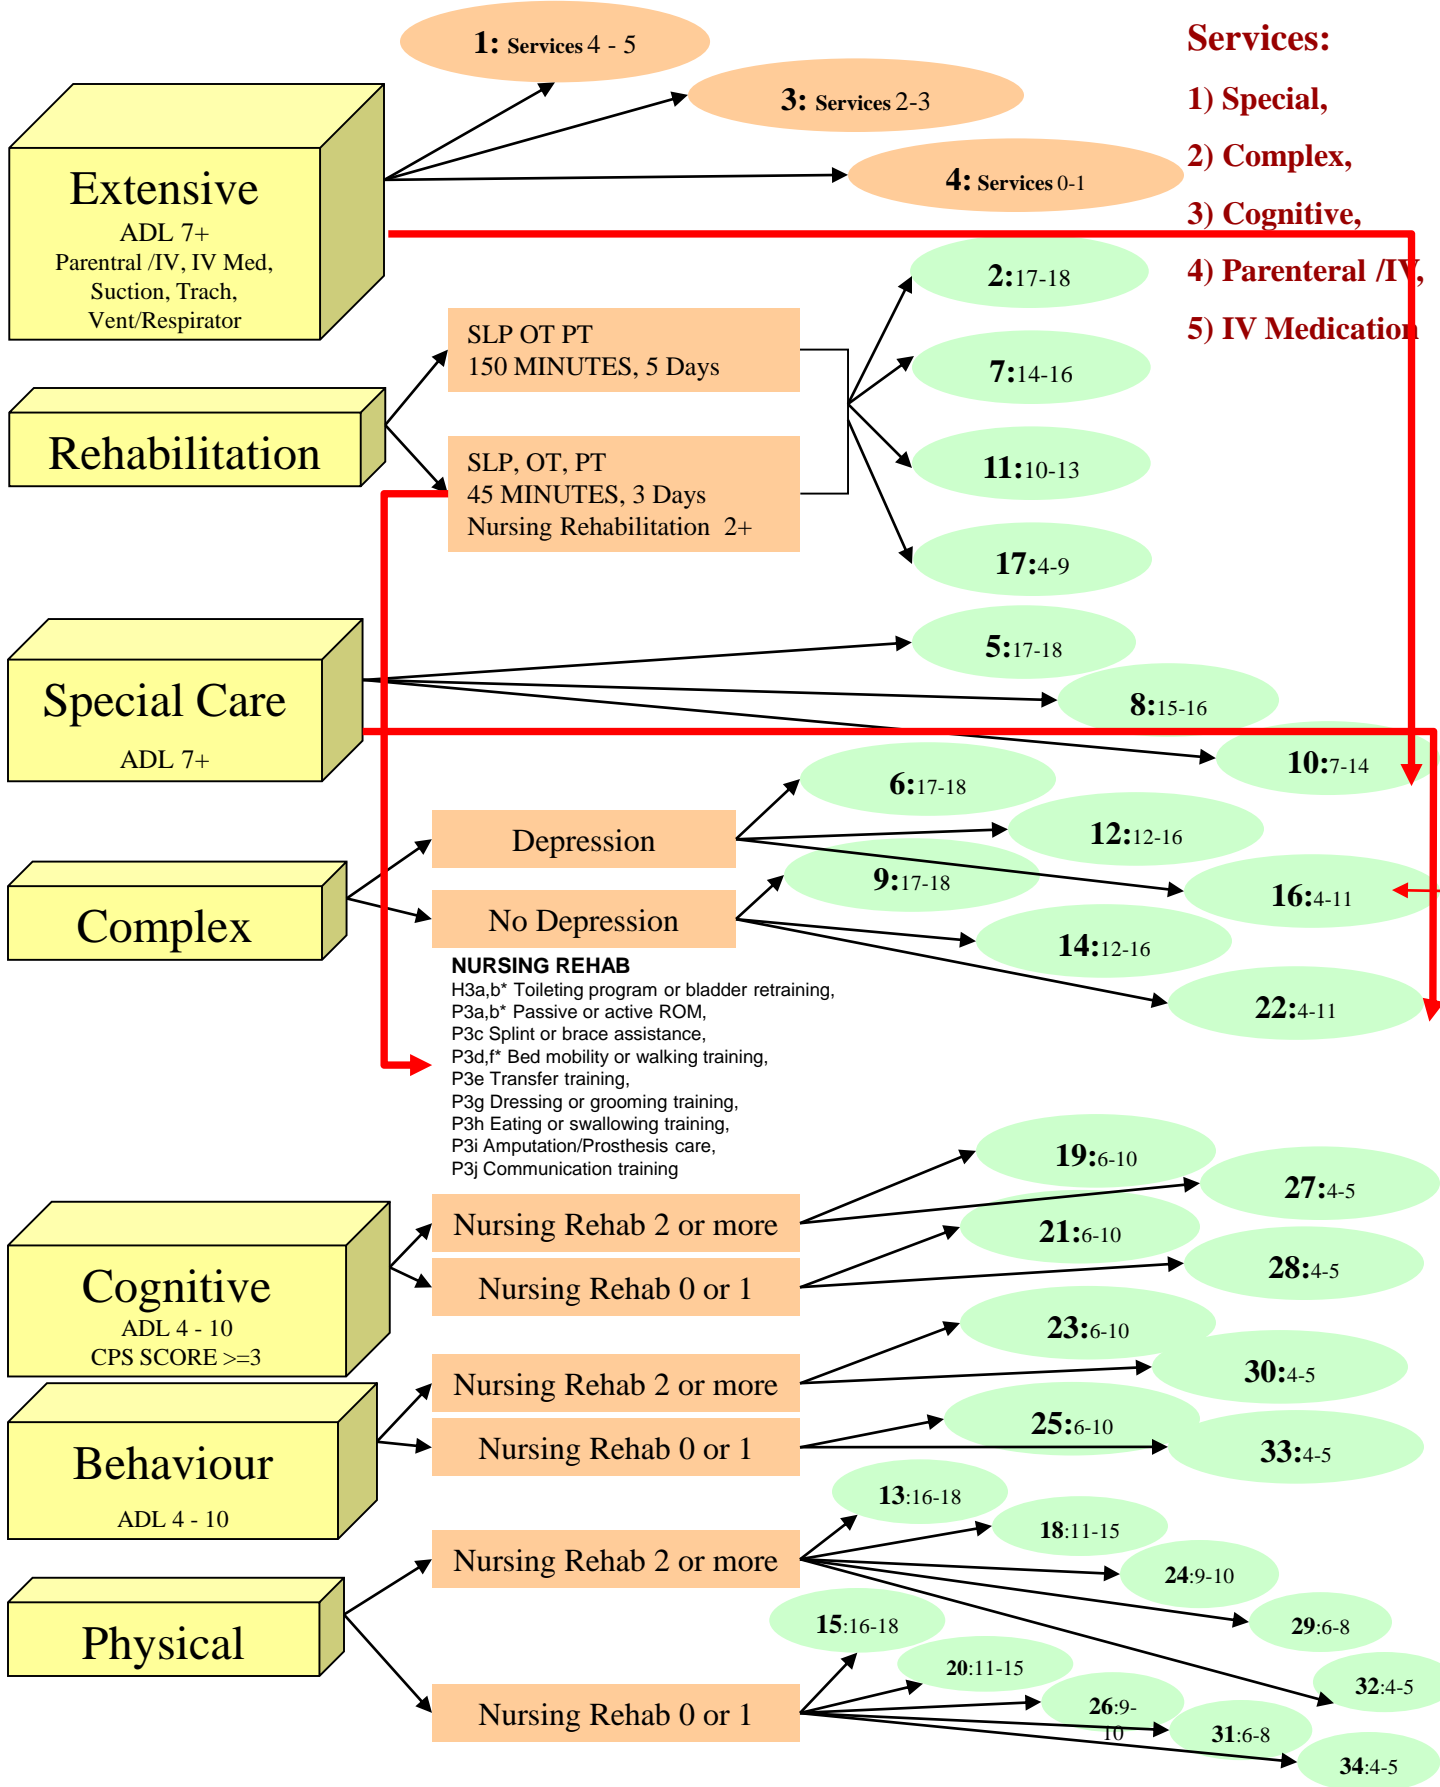 1: Services 4 - 5
3: Services 2-3
4: Services 0-1
Services:
1) Special,
2) Complex,
3) Cognitive,
4) Parenteral /IV,
5) IV Medication
Extensive
ADL 7+
Parentral /IV, IV Med,
Suction, Trach,
Vent/Respirator
Rehabilitation
SLP OT PT
150 MINUTES, 5 Days
SLP, OT, PT
45 MINUTES, 3 Days
Nursing Rehabilitation 2+
2:17-18
7:14-16
11:10-13
17:4-9
Special Care
ADL 7+
5:17-18
8:15-16
10:7-14
Complex
Depression
No Depression
6:17-18
12:12-16
16:4-11
9:17-18
14:12-16
22:4-11
NURSING REHAB
H3a,b* Toileting program or bladder retraining,
P3a,b* Passive or active ROM,
P3c Splint or brace assistance,
P3d,f* Bed mobility or walking training,
P3e Transfer training,
P3g Dressing or grooming training,
P3h Eating or swallowing training,
P3i Amputation/Prosthesis care,
P3j Communication training
Cognitive
ADL 4 - 10
CPS SCORE >=3
Nursing Rehab 2 or more
Nursing Rehab 0 or 1
19:6-10
27:4-5
21:6-10
28:4-5
Behaviour
ADL 4 - 10
Nursing Rehab 2 or more
Nursing Rehab 0 or 1
23:6-10
30:4-5
25:6-10
33:4-5
Physical
Nursing Rehab 2 or more
Nursing Rehab 0 or 1
13:16-18
18:11-15
24:9-10
29:6-8
32:4-5
15:16-18
20:11-15
26:9-
10
31:6-8
34:4-5